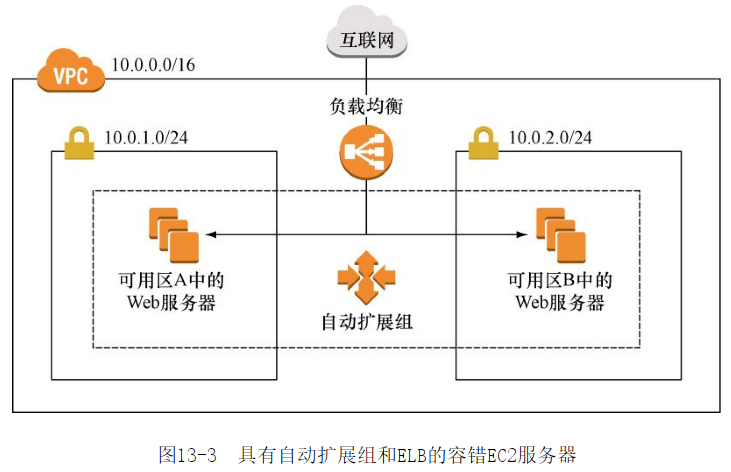 互联网
VPC
10.0.0.0/16
负载均衡
10.0.1.0/24
10.0.2.0/24
可用区A中的
Web服务器
可用区B中的
Web服务器
自动扩展组
图13-3 具有自动扩展组和ELB的容错EC2服务器